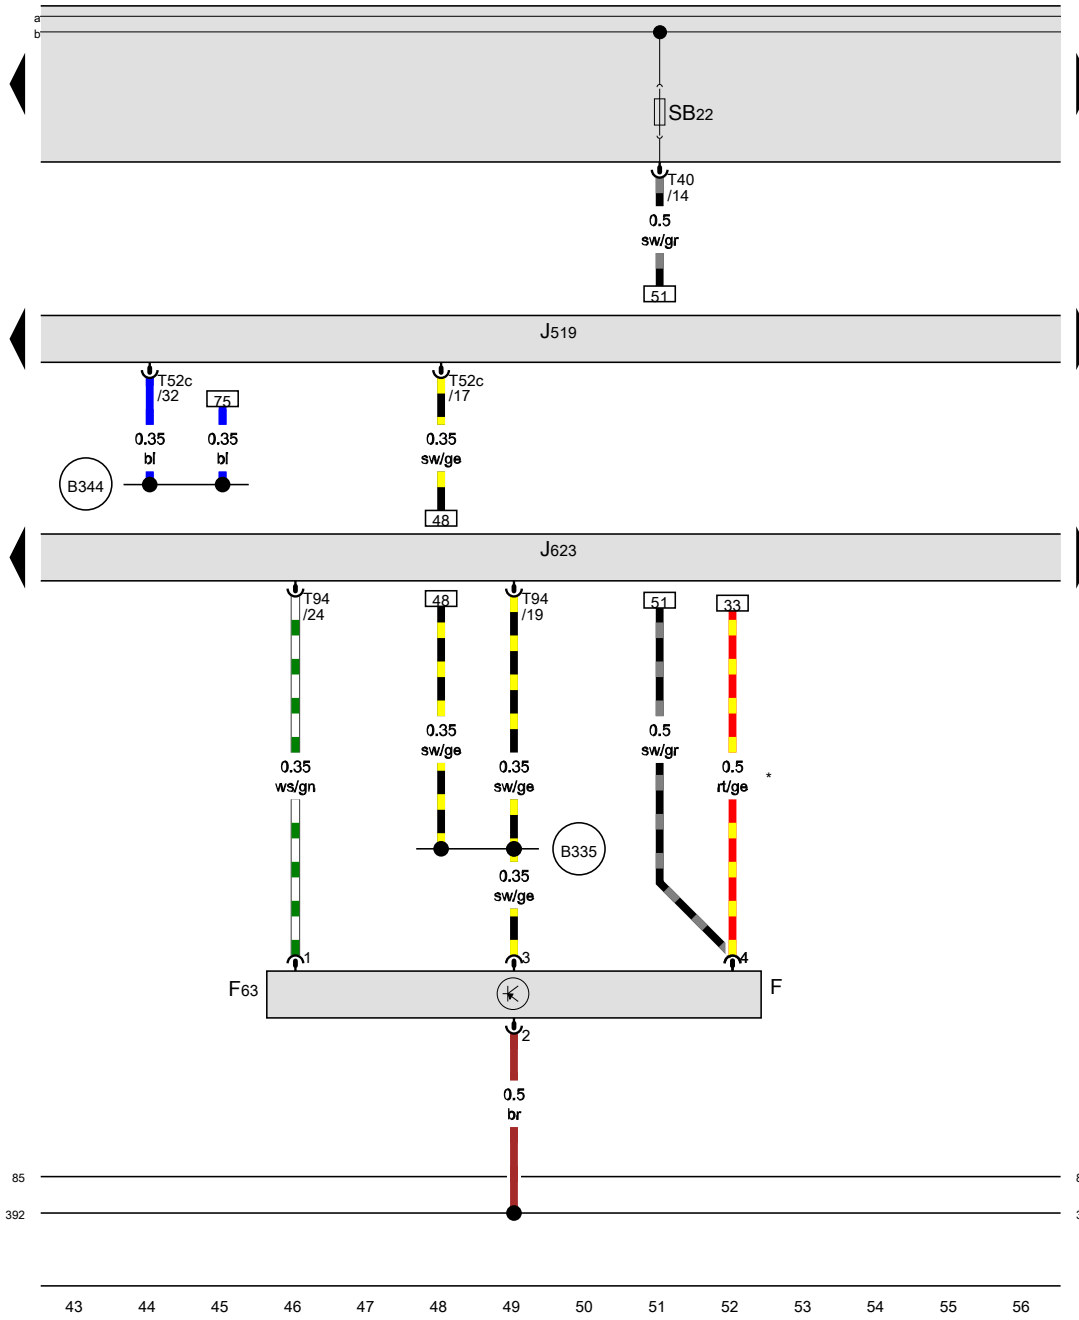 a
b
SB22
T40
/14
0.5
sw/gr
51
J519
T52c
/32
75
T52c
/17
0.35
bl
0.35
bl
0.35
sw/ge
B344
48
J623
T94
/24
48
T94
/19
51
33
0.35
sw/ge
0.5
sw/gr
0.35
ws/gn
0.35
sw/ge
0.5
rt/ge
*
B335
0.35
sw/ge
1
3
4
F63
F
2
0.5
br
85
392
43 44 45 46 47 48 49 50 51 52 53 54 55 56